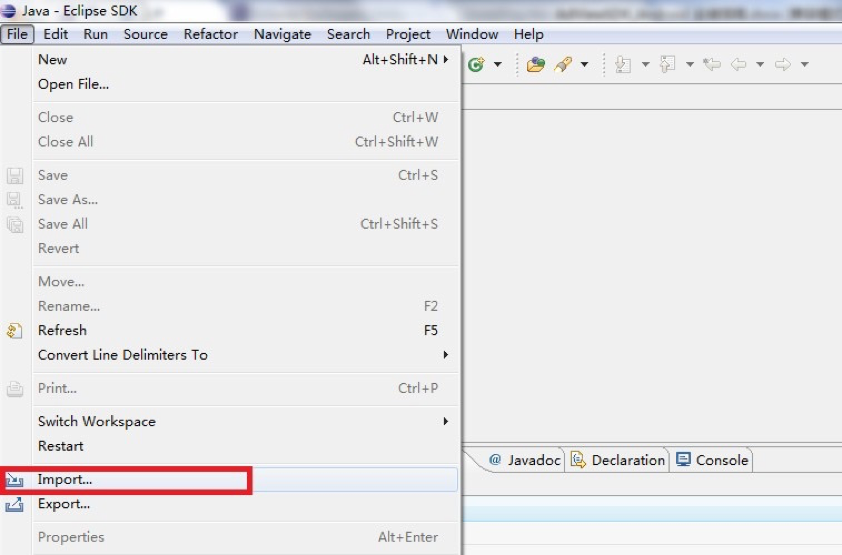 Java - Eclipse SDK
File Edit Run Source Refactor Navigate Search Project Window Help
New Alt+Shift+N
Open File...
Close Ctrl+W
Close All Ctrl+Shift+W
Save Ctrl+S
Save As...
Save All Ctrl+Shift+S
Revert
Move...
Rename... F2
Refresh F5
Convert Line Delimiters To
Print... Ctrl+P
Switch Workspace
Restart
@ Javadoc Declaration Console
Import...
Export...
Properties Alt+Enter